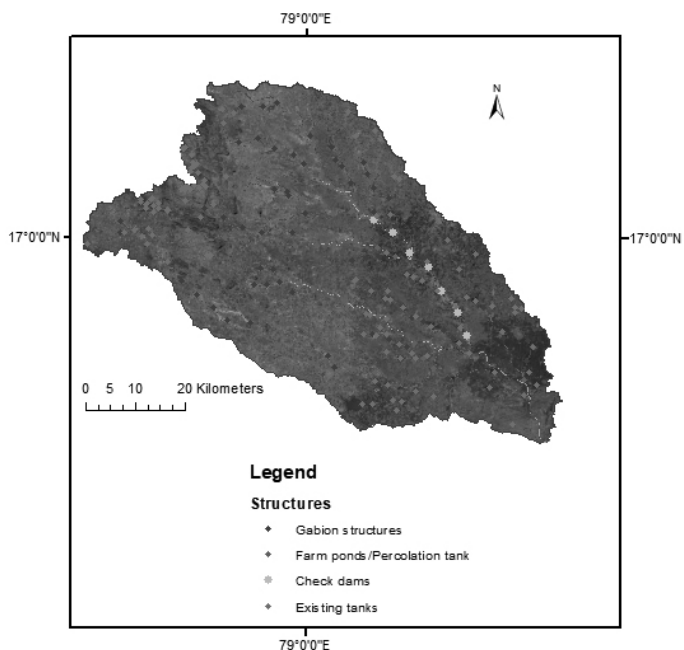 79°0'0"E
N
17°0'0"N
17°0'0"N
0 5 10 20 Kilometers
Legend
Structures
Gabion structures
Farm ponds/Percolation tank
Check dams
Existing tanks
79°0'0"E